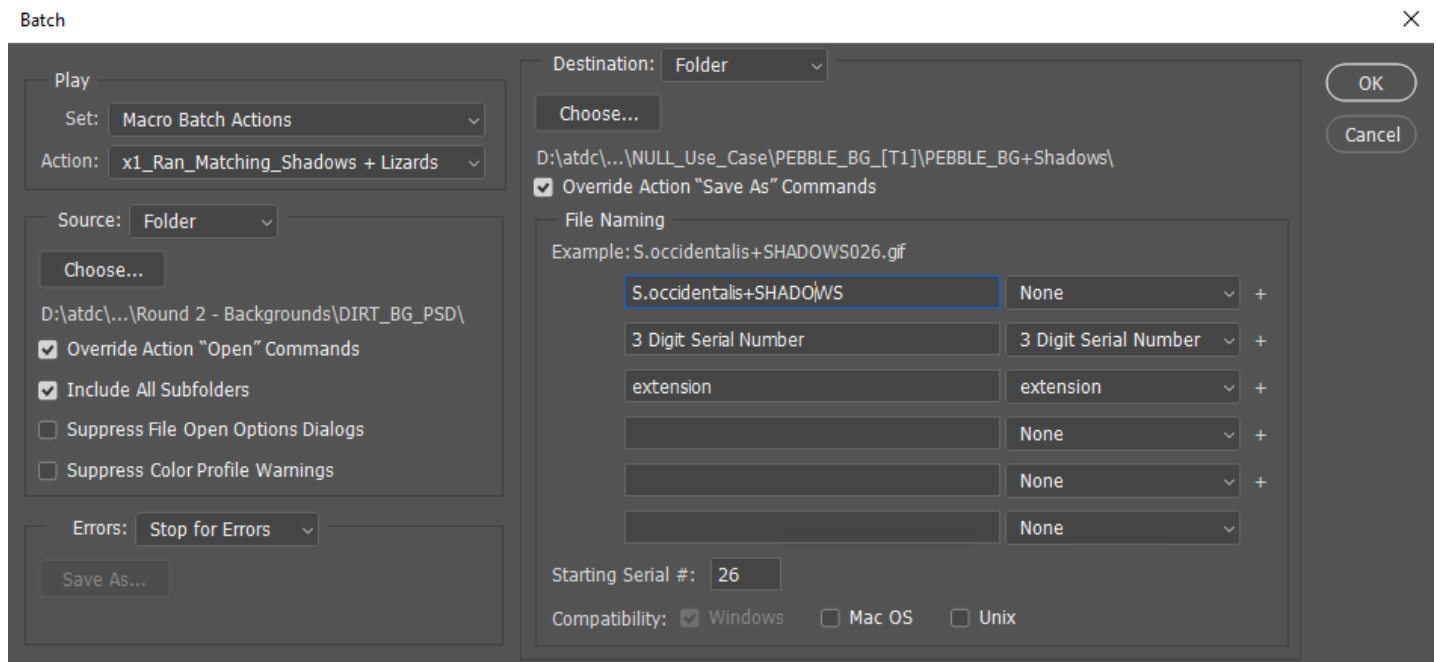 Batch
Play
Set: Macro Batch Actions
Action: x1_Ran_Matching_Shadows + Lizards
Source: Folder
Choose...
D:\atdc\...\Round 2 - Backgrounds\DIRT_BG_PSD\
Override Action “Open” Commands
Include All Subfolders
Suppress File Open Options Dialogs
Suppress Color Profile Warnings
Errors: Stop for Errors
Save As...
Destination: Folder
Choose...
D:\atdc\...\NULL_Use_Case\PEBBLE_BG_[T1]\PEBBLE_BG+Shadows\
Override Action “Save As” Commands
File Naming
Example: S.occidentalis+SHADOWS026.gif
S.occidentalis+SHADOWS None +
3 Digit Serial Number 3 Digit Serial Number +
extension extension +
None +
None +
None
Starting Serial #: 26
Compatibility: Windows Mac OS Unix
OK
Cancel